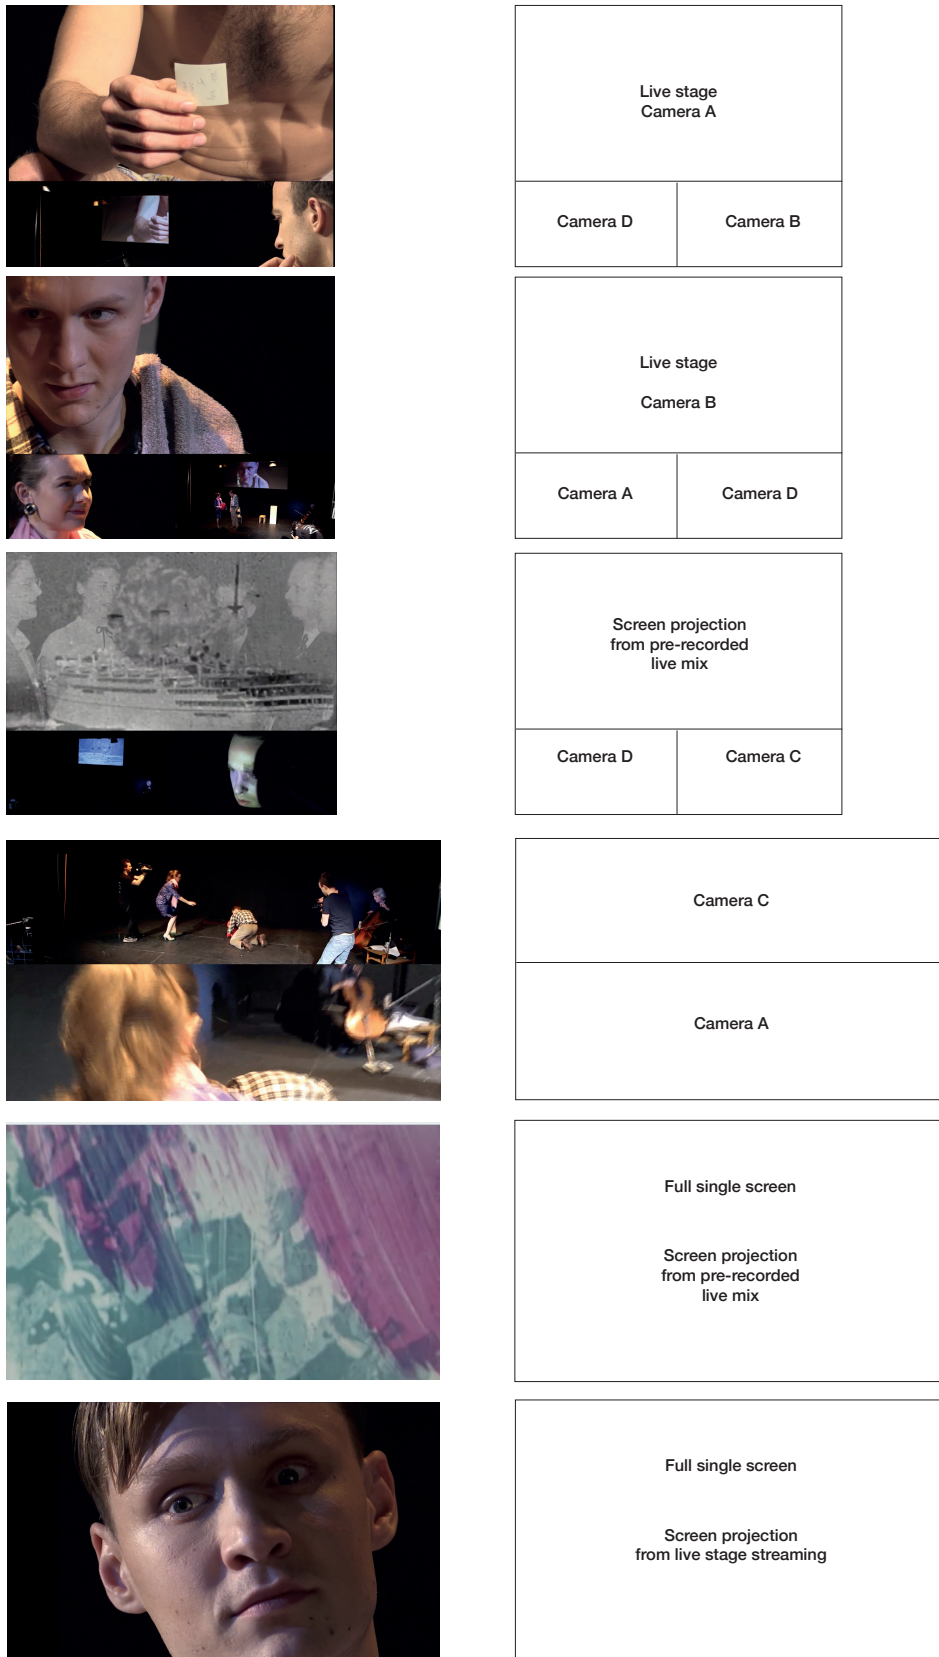 Live stage
Camera A
Camera D
Camera B
Live stage
Camera B
Camera A
Camera D
Screen projection
from pre-recorded
live mix
Camera D
Camera C
Camera C
Camera A
Full single screen
Screen projection
from pre-recorded
live mix
Full single screen
Screen projection
from live stage streaming